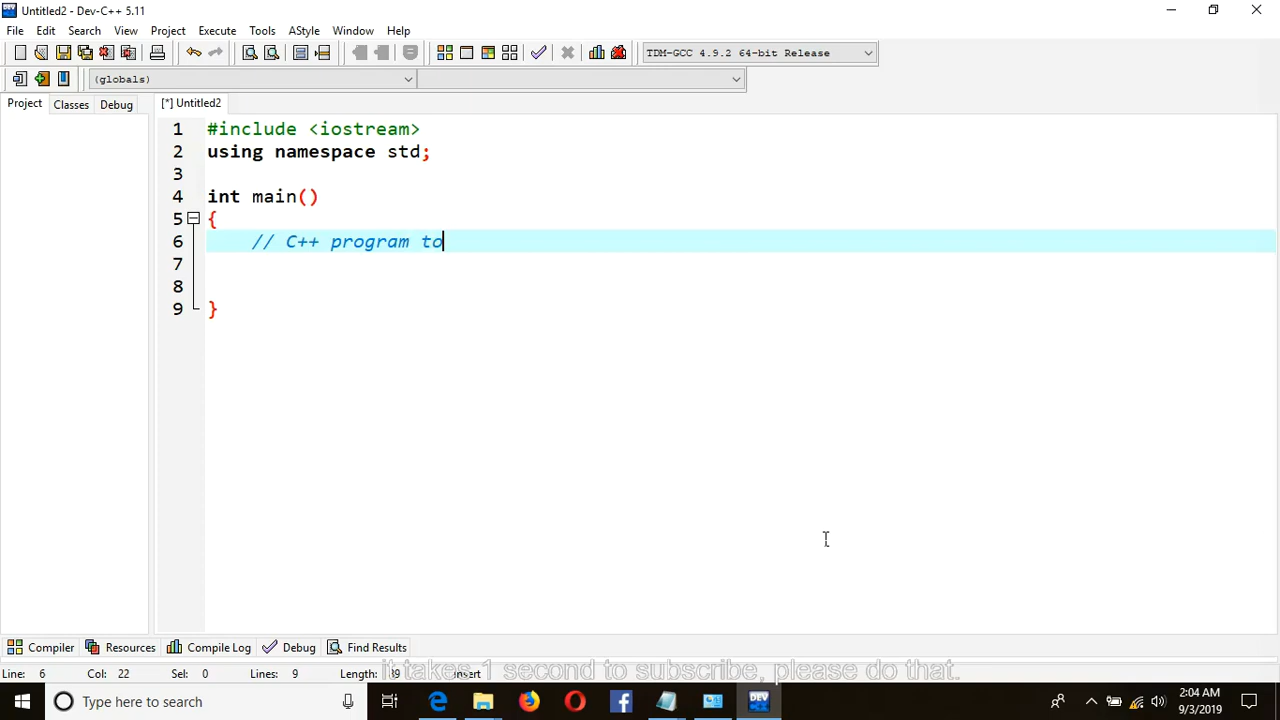 Untitled2 - Dev-C++ 5.11
File Edit Search View Project Execute Tools AStyle Window Help
TDM-GCC 4.9.2 64-bit Release
(globals)
Project Classes Debug [*] Untitled2
1 #include <iostream>
2 using namespace std;
3
4 int main()
5 {
6 // C++ program to
7
8
9 }
Compiler Resources Compile Log Debug Find Results
it takes 1 second to subscribe, please do that.
Line: 6 Col: 22 Sel: 0 Lines: 9 Length: 89 Insert
Type here to search
2:04 AM
9/3/2019